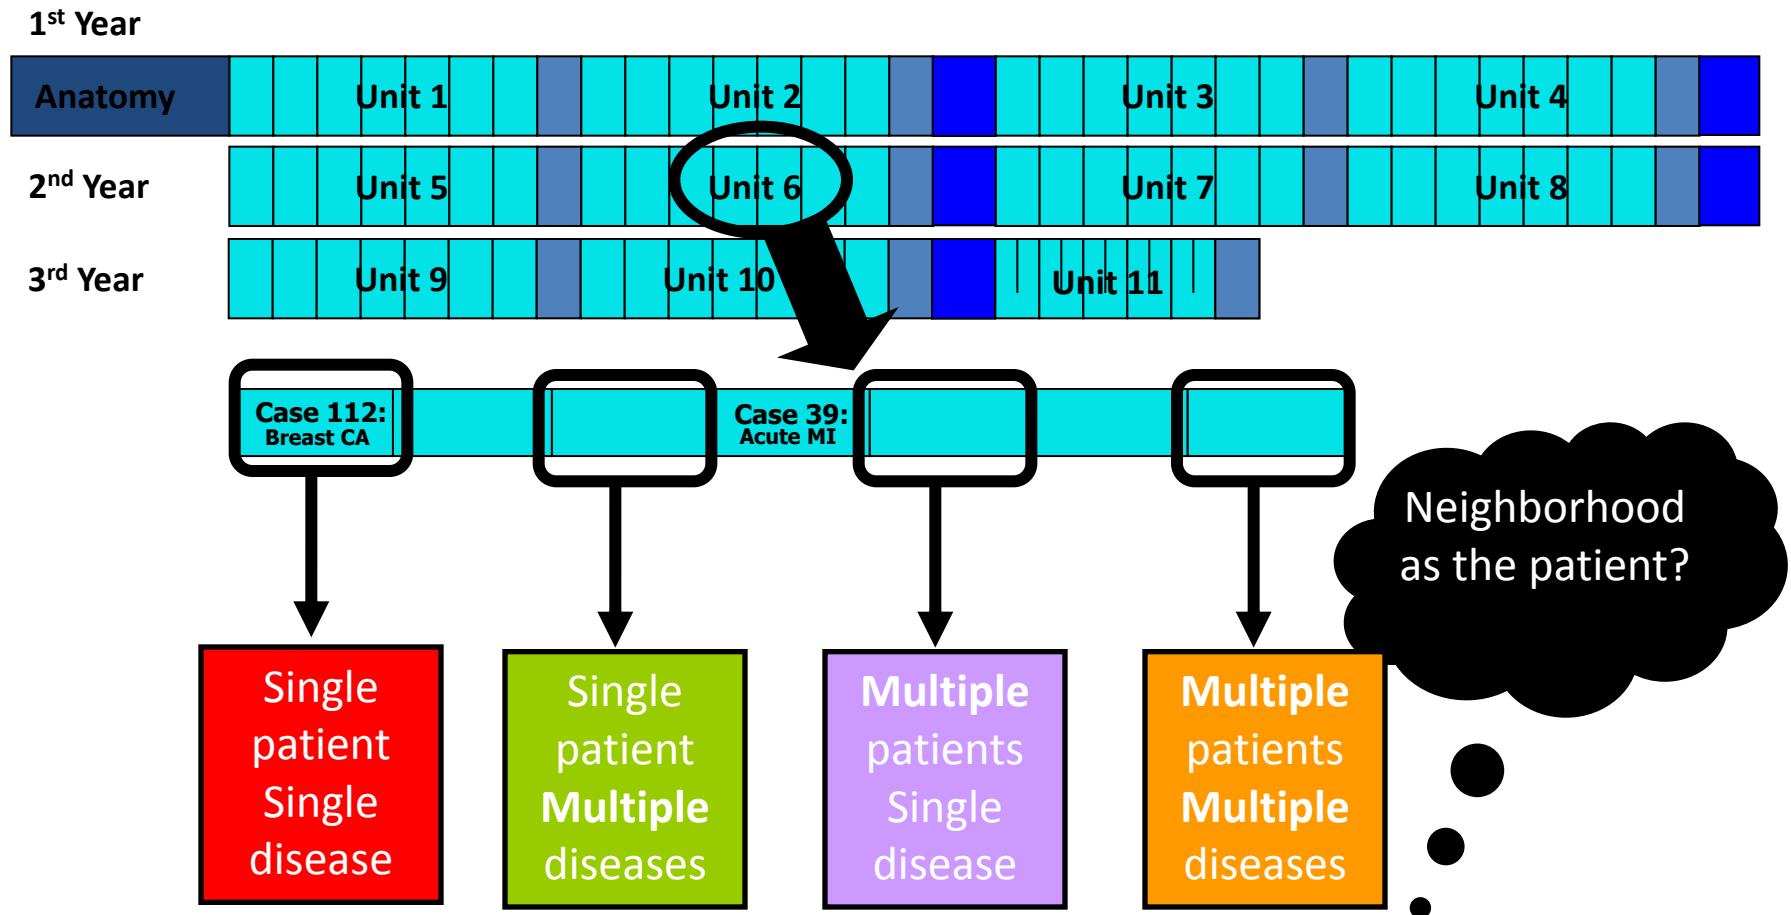 1st Year
Anatomy
Unit 1
Unit 2
Unit 3
Unit 4
2nd Year
Unit 5
Unit 6
Unit 7
Unit 8
3rd Year
Unit 9
Unit 10
Unit 11
Case 112:
Breast CA
Case 39:
Acute MI
Neighborhood
as the patient?
Single
patient
Single
disease
Single
patient
Multiple
diseases
Multiple
patients
Single
disease
Multiple
patients
Multiple
diseases